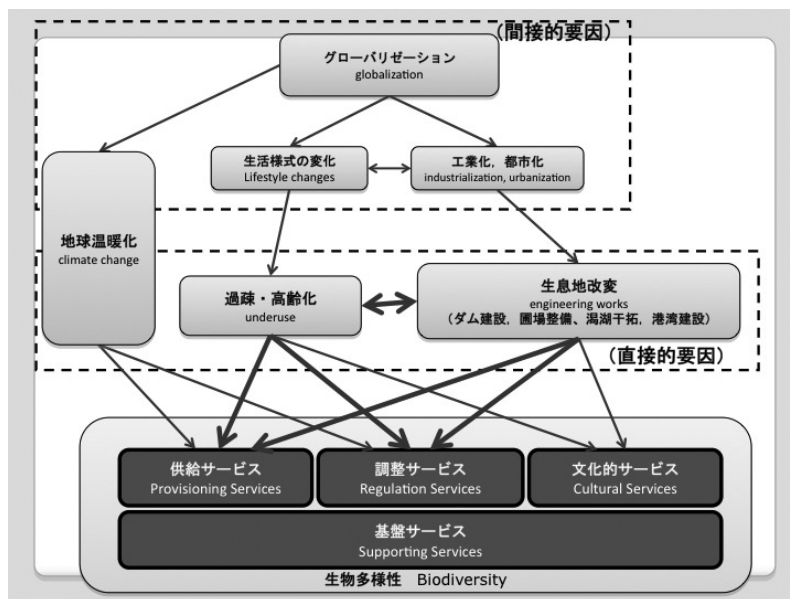 (間接的要因)
グローバリゼーション
globalization
生活様式の変化
Lifestyle changes
工業化，都市化
industrialization, urbanization
地球温暖化
climate change
過疎・高齢化
underuse
生息地改変
engineering works
（ダム建設，圃場整備、潟湖干拓，港湾建設）
(直接的要因)
供給サービス
Provisioning Services
調整サービス
Regulation Services
文化的サービス
Cultural Services
基盤サービス
Supporting Services
生物多様性 Biodiversity